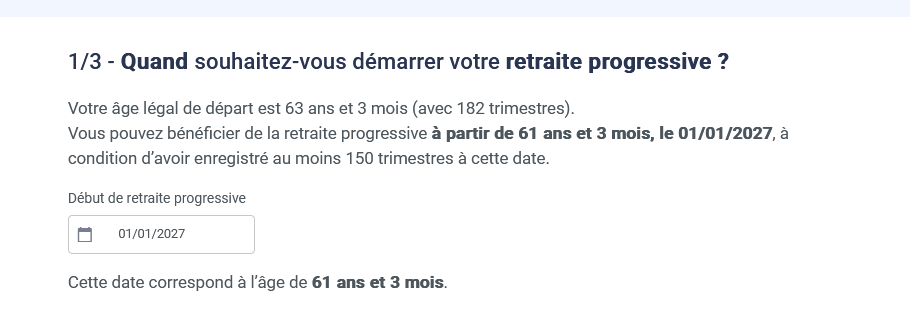 1/3 - Quand souhaitez-vous démarrer votre retraite progressive ?
Votre âge légal de départ est 63 ans et 3 mois (avec 182 trimestres).
Vous pouvez bénéficier de la retraite progressive à partir de 61 ans et 3 mois, le 01/01/2027, à
condition d’avoir enregistré au moins 150 trimestres à cette date.
Début de retraite progressive
01/01/2027
Cette date correspond à l’âge de 61 ans et 3 mois.